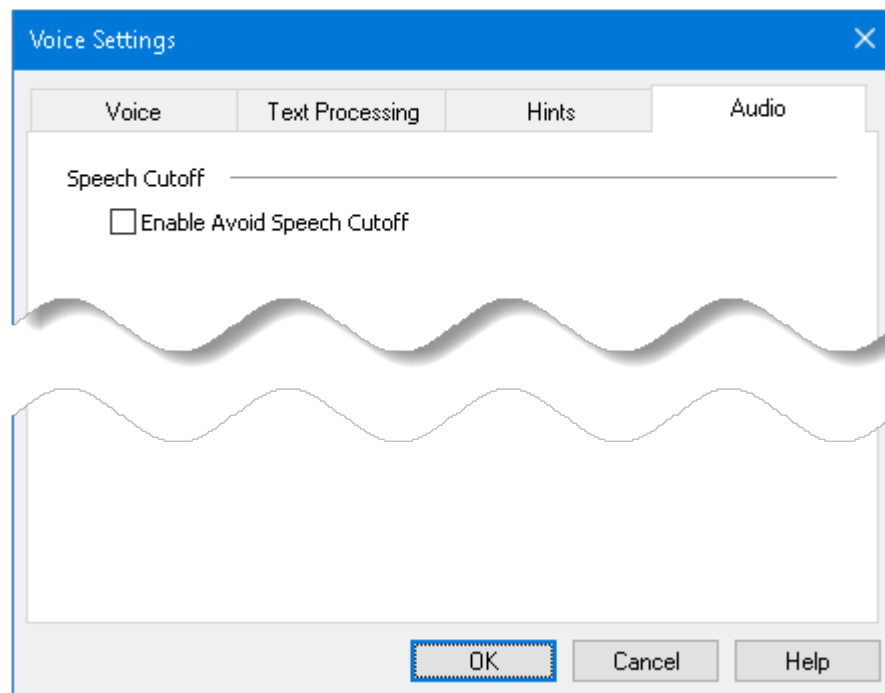 Voice Settings
Voice Text Processing Hints Audio
Speech Cutoff
Enable Avoid Speech Cutoff
OK Cancel Help